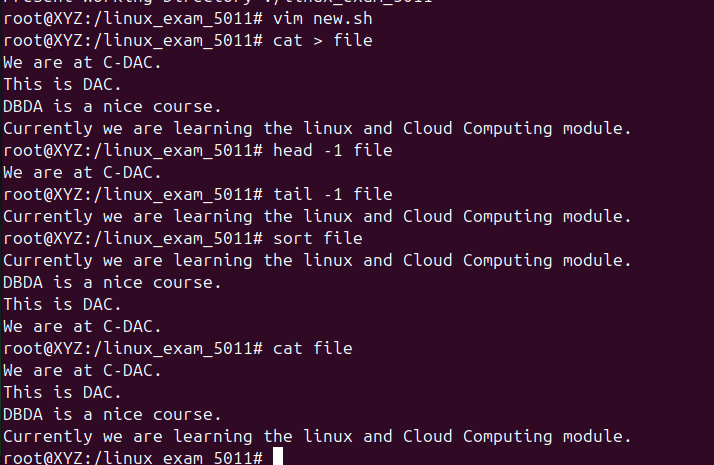 Present Working Directory :/linux_exam_5011
root@XYZ:/linux_exam_5011# vim new.sh
root@XYZ:/linux_exam_5011# cat > file
We are at C-DAC.
This is DAC.
DBDA is a nice course.
Currently we are learning the linux and Cloud Computing module.
root@XYZ:/linux_exam_5011# head -1 file
We are at C-DAC.
root@XYZ:/linux_exam_5011# tail -1 file
Currently we are learning the linux and Cloud Computing module.
root@XYZ:/linux_exam_5011# sort file
Currently we are learning the linux and Cloud Computing module.
DBDA is a nice course.
This is DAC.
We are at C-DAC.
root@XYZ:/linux_exam_5011# cat file
We are at C-DAC.
This is DAC.
DBDA is a nice course.
Currently we are learning the linux and Cloud Computing module.
root@XYZ:/linux_exam_5011#